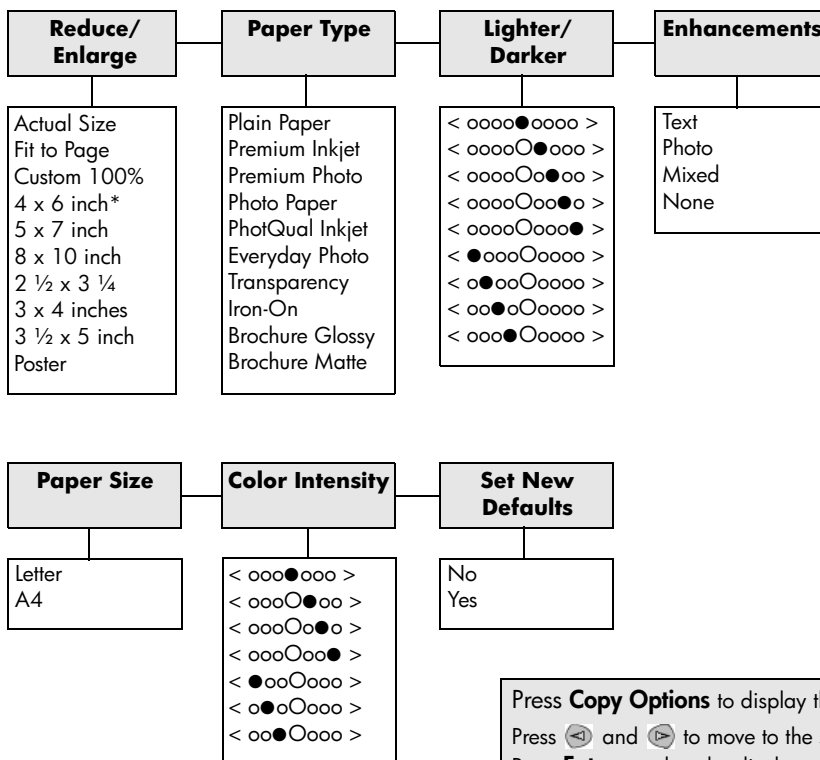 Reduce/
Enlarge
Actual Size
Fit to Page
Custom 100%
4 x 6 inch*
5 x 7 inch
8 x 10 inch
2 ½ x 3 ¼
3 x 4 inches
3 ½ x 5 inch
Poster
Paper Type
Plain Paper
Premium Inkjet
Premium Photo
Photo Paper
PhotQual Inkjet
Everyday Photo
Transparency
Iron-On
Brochure Glossy
Brochure Matte
Lighter/
Darker
< oooo●oooo >
< ooooO●ooo >
< ooooOo●oo >
< ooooOoo●o >
< ooooOooo● >
< ●oooOoooo >
< o●ooOoooo >
< oo●oOoooo >
< ooo●Ooooo >
Enhancements
Text
Photo
Mixed
None
Paper Size
Letter
A4
Color Intensity
< ooo●ooo >
< oooO●oo >
< oooOo●o >
< oooOoo● >
< ●ooOooo >
< o●oOooo >
< oo●Oooo >
Set New
Defaults
No
Yes
Press Copy Options to display
Press and to move to the